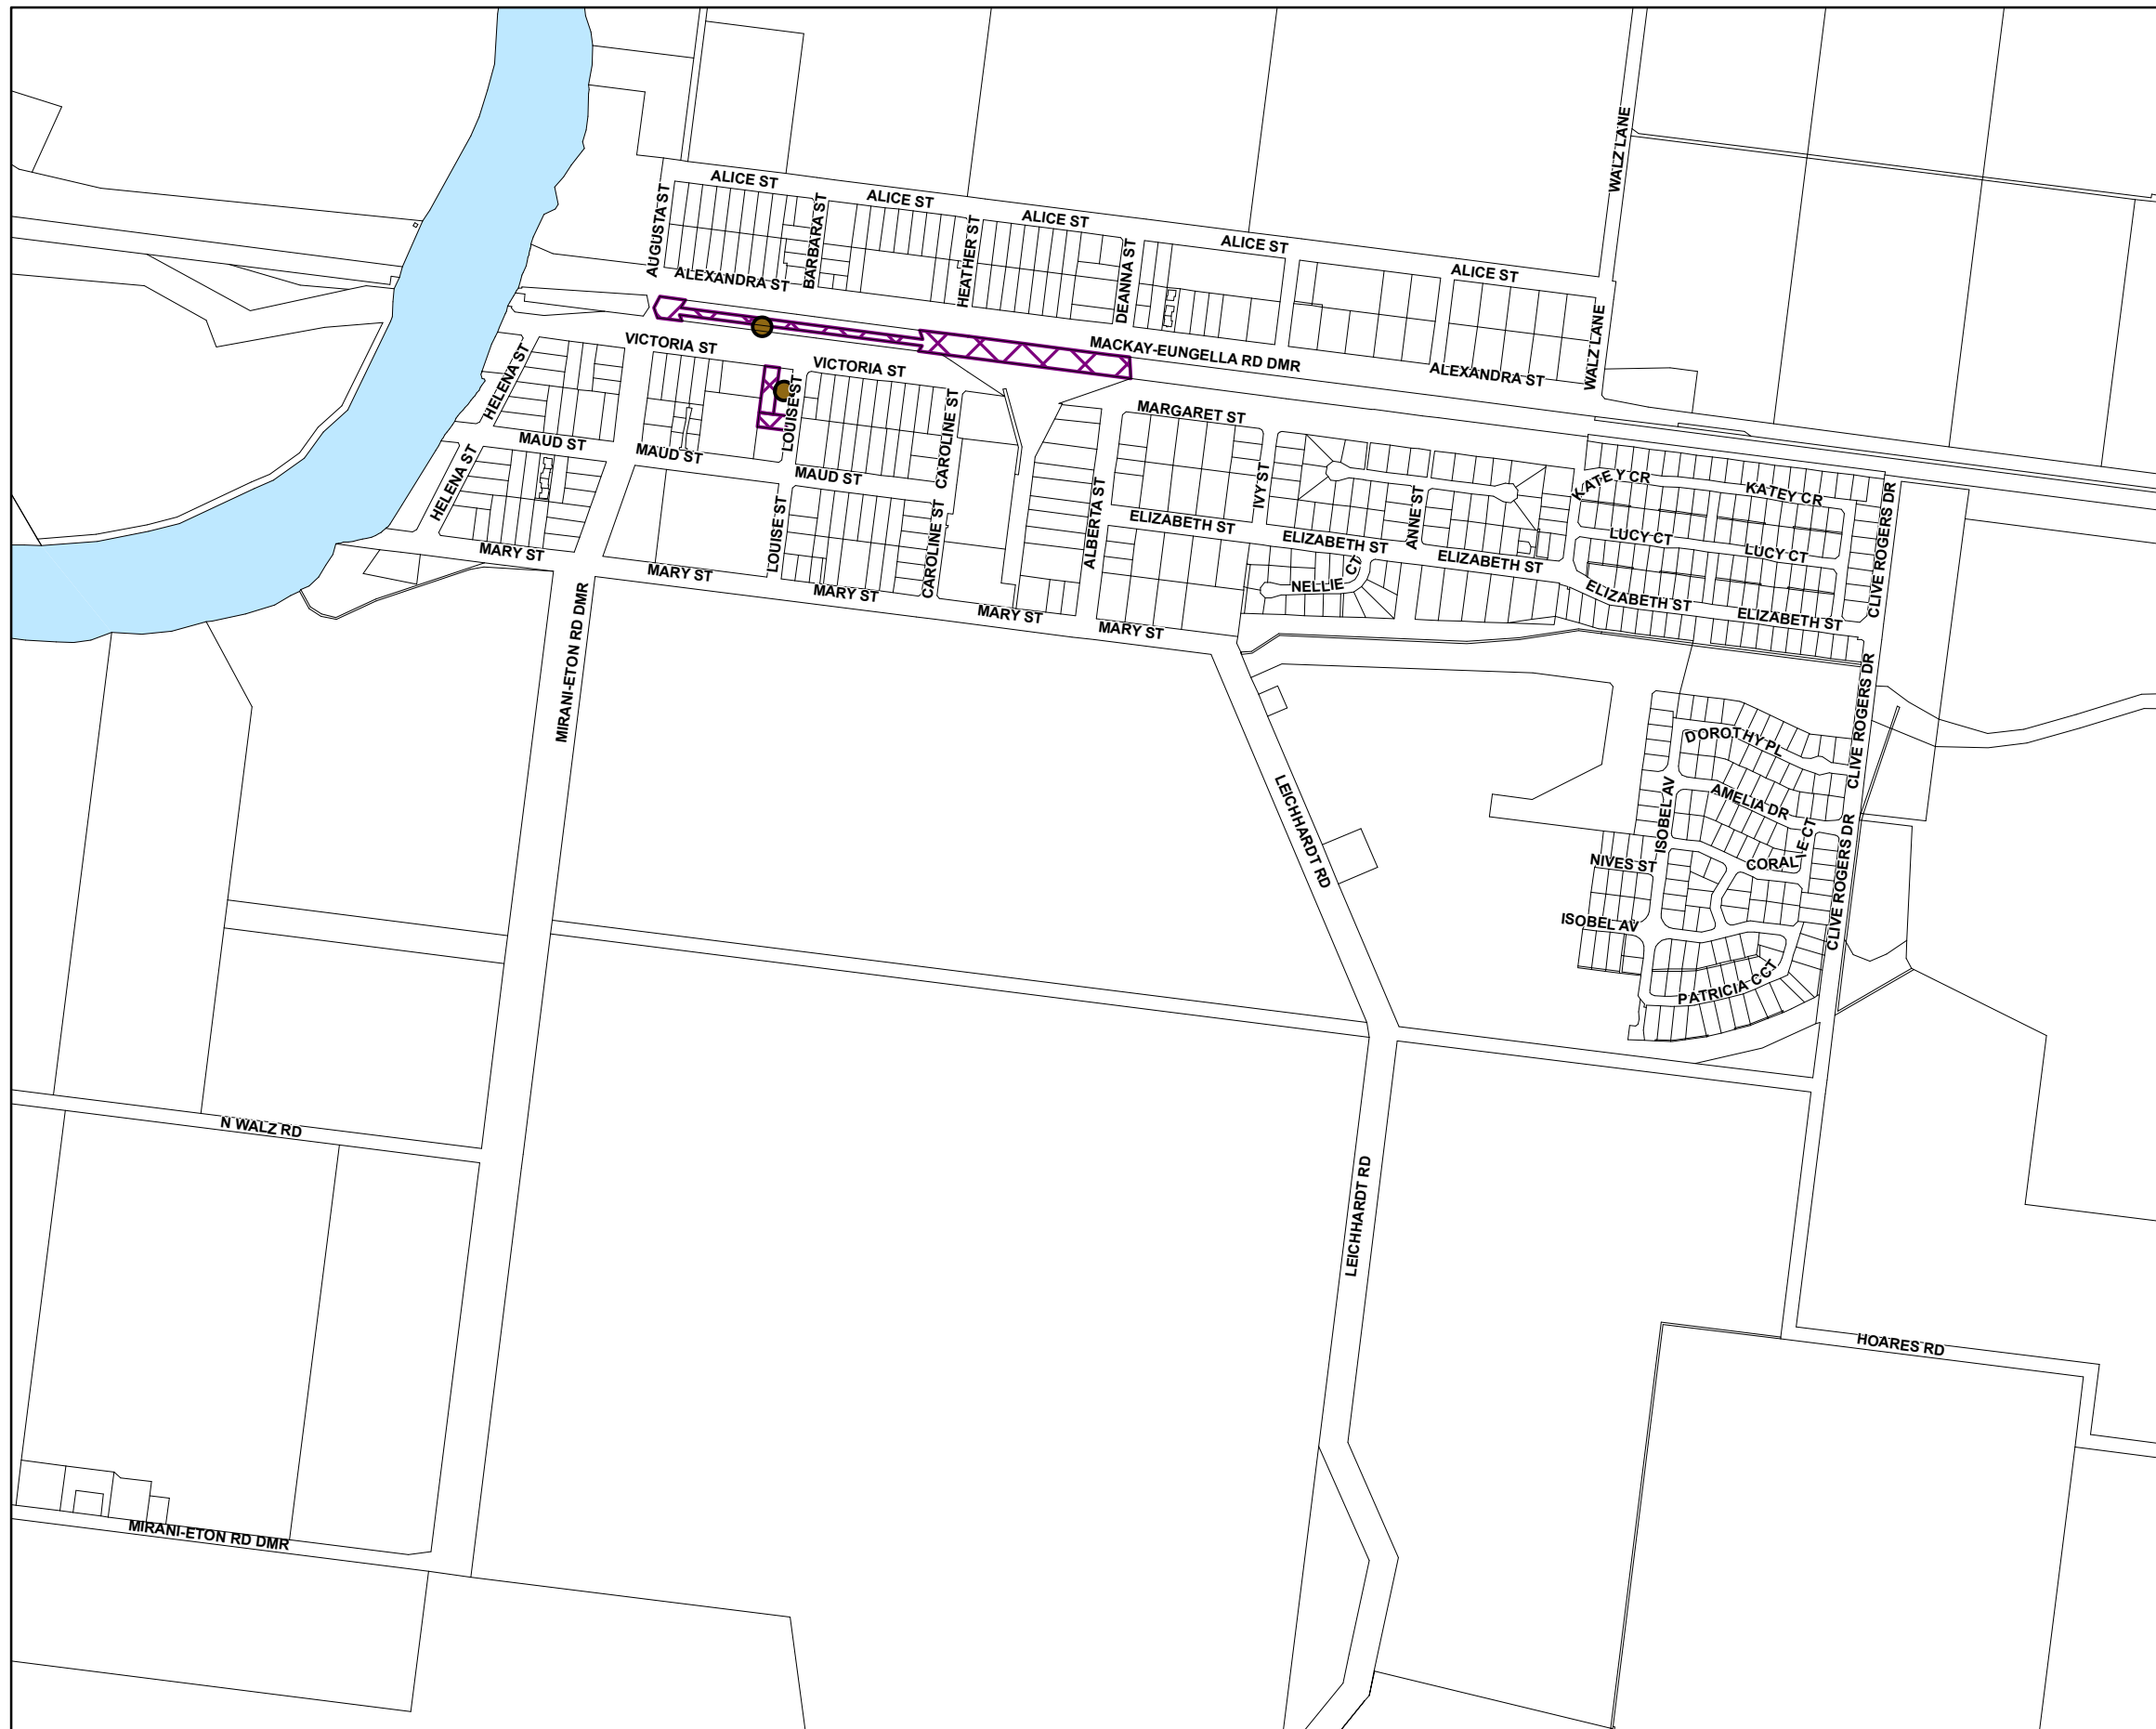 WALZ LANE
ALICE ST
ALICE ST
ALICE ST
ALICE ST
ALICE ST
AUGUSTA ST
BARBARA ST
HEATHER ST
DEANNA ST
WALZ LANE
ALEXANDRA ST
MACKAY-EUNGELLA RD DMR
ALEXANDRA ST
HELENA ST
VICTORIA ST
VICTORIA ST
LOUISE ST
CAROLINE ST
MARGARET ST
MAUD ST
MAUD ST
MAUD ST
HELENA ST
LOUISE ST
CAROLINE ST
ALBERTA ST
IVY ST
ANNE ST
KATEY CR
KATEY CR
CLIVE ROGERS DR
ELIZABETH ST
ELIZABETH ST
ELIZABETH ST
LUCY CT
LUCY CT
MARY ST
MARY ST
MARY ST
MARY ST
MARY ST
NELLIE CT
ELIZABETH ST
ELIZABETH ST
MIRANI-ETON RD DMR
CLIVE ROGERS DR
DOROTHY PL
AMELIA DR
ISOBEL AV
LEICHHARDT RD
CORALIE CT
NIVES ST
CLIVE ROGERS DR
ISOBEL AV
PATRICIA CCT
N WALZ RD
LEICHHARDT RD
HOARES RD
MIRANI-ETON RD DMR